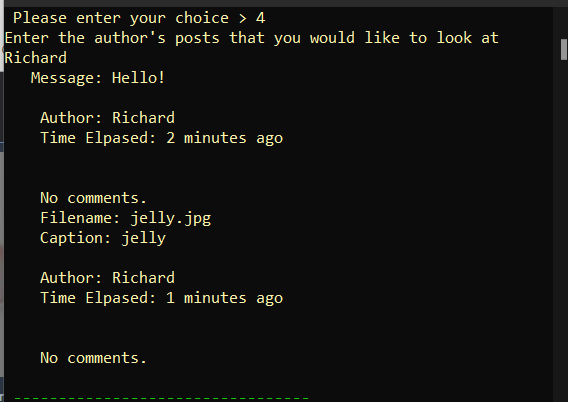 Please enter your choice > 4
Enter the author's posts that you would like to look at
Richard
Message: Hello!
Author: Richard
Time Elpased: 2 minutes ago
No comments.
Filename: jelly.jpg
Caption: jelly
Author: Richard
Time Elpased: 1 minutes ago
No comments.
---------------------------------